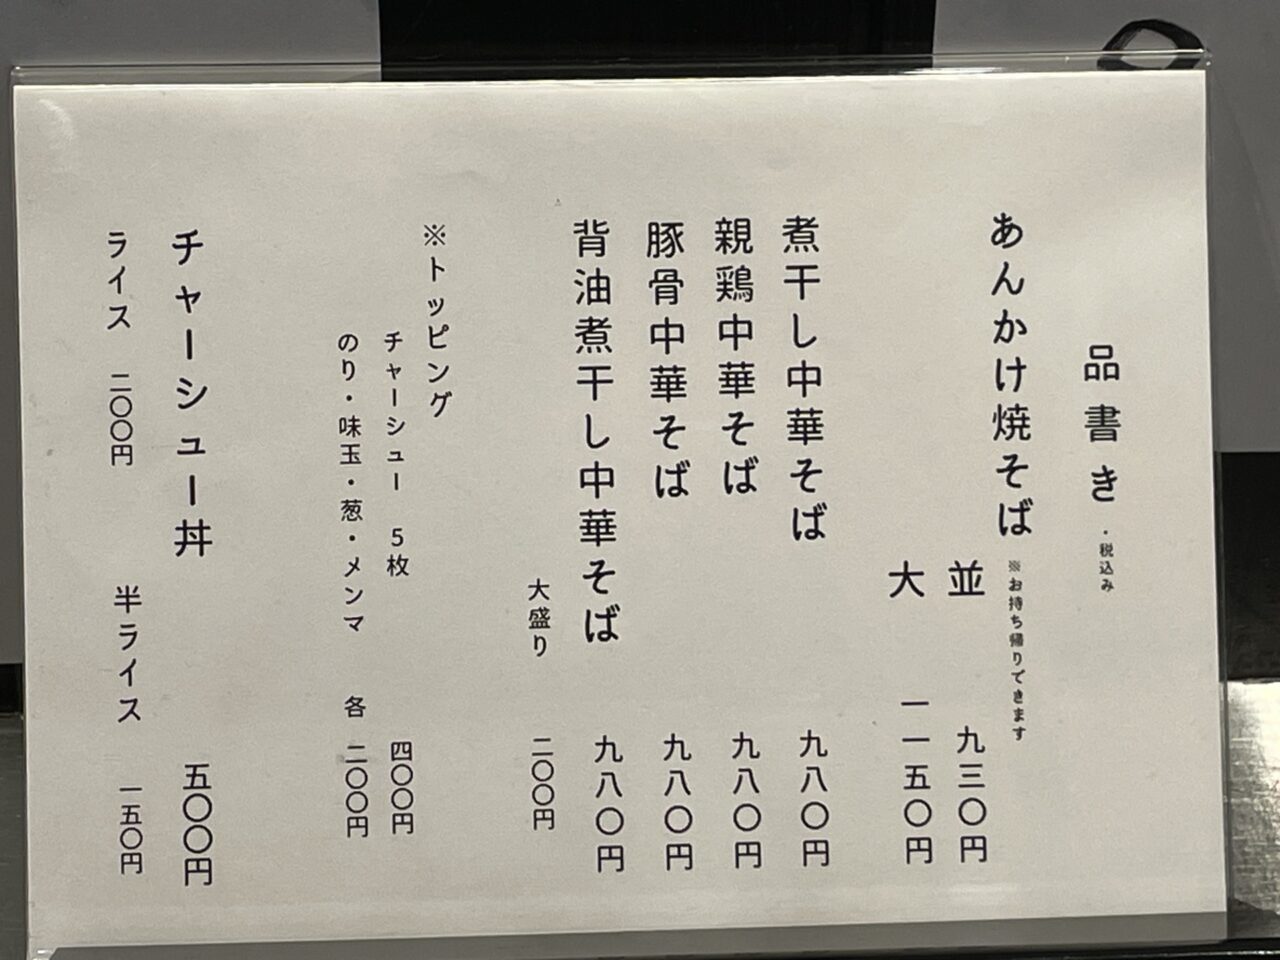 品書き ・税込み
あんかけ焼そば ※お持ち帰りできます
並 九三〇円
大 一一五〇円
煮干し中華そば 九八〇円
親鶏中華そば 九八〇円
豚骨中華そば 九八〇円
背油煮干し中華そば 九八〇円
大盛り 二〇〇円
※トッピング
チャーシュー 5枚 四〇〇円
のり・味玉・葱・メンマ 各 二〇〇円
チャーシュー丼 五〇〇円
ライス 二〇〇円 半ライス 一五〇円